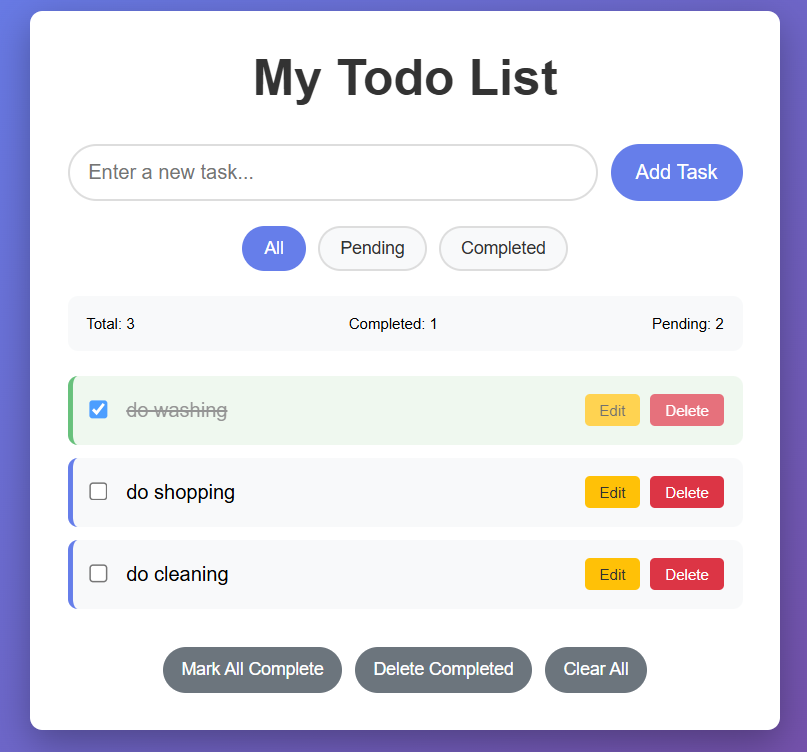 My Todo List
Enter a new task... Add Task
All Pending Completed
Total: 3 Completed: 1 Pending: 2
do washing Edit Delete
do shopping Edit Delete
do cleaning Edit Delete
Mark All Complete Delete Completed Clear All